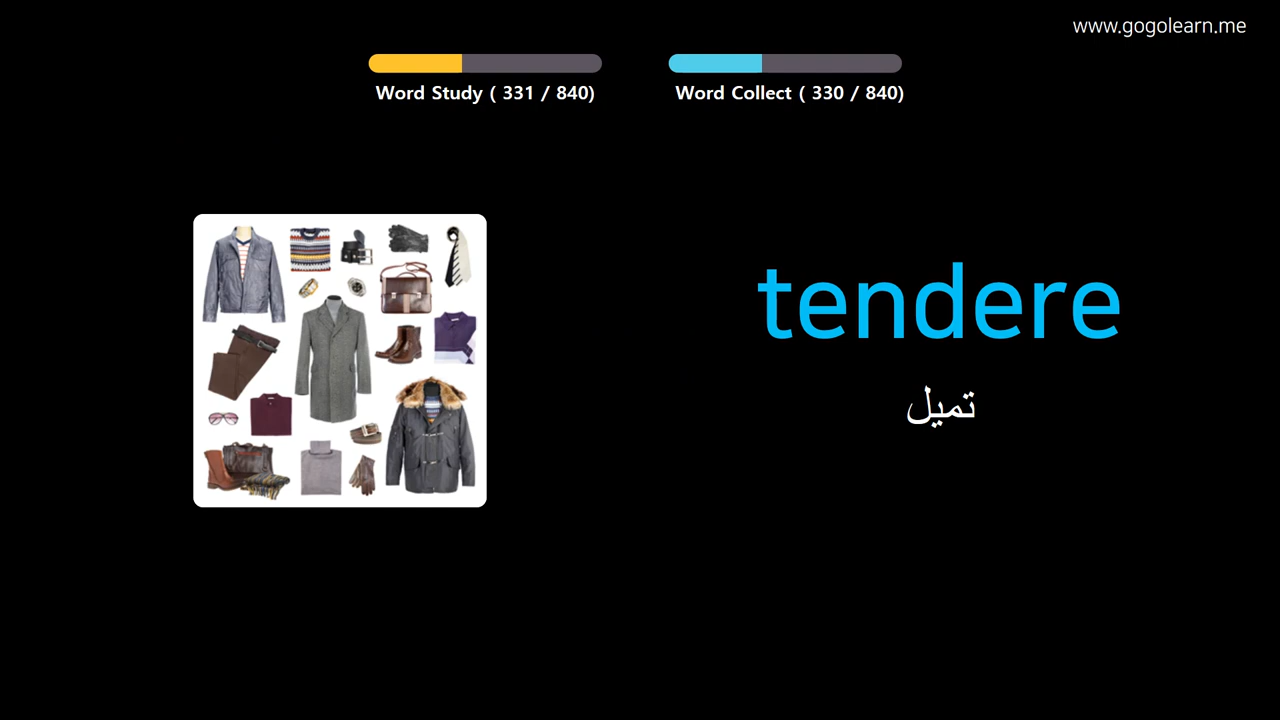 www.gogolearn.me
Word Study ( 331 / 840)
Word Collect ( 330 / 840)
tendere
تميل